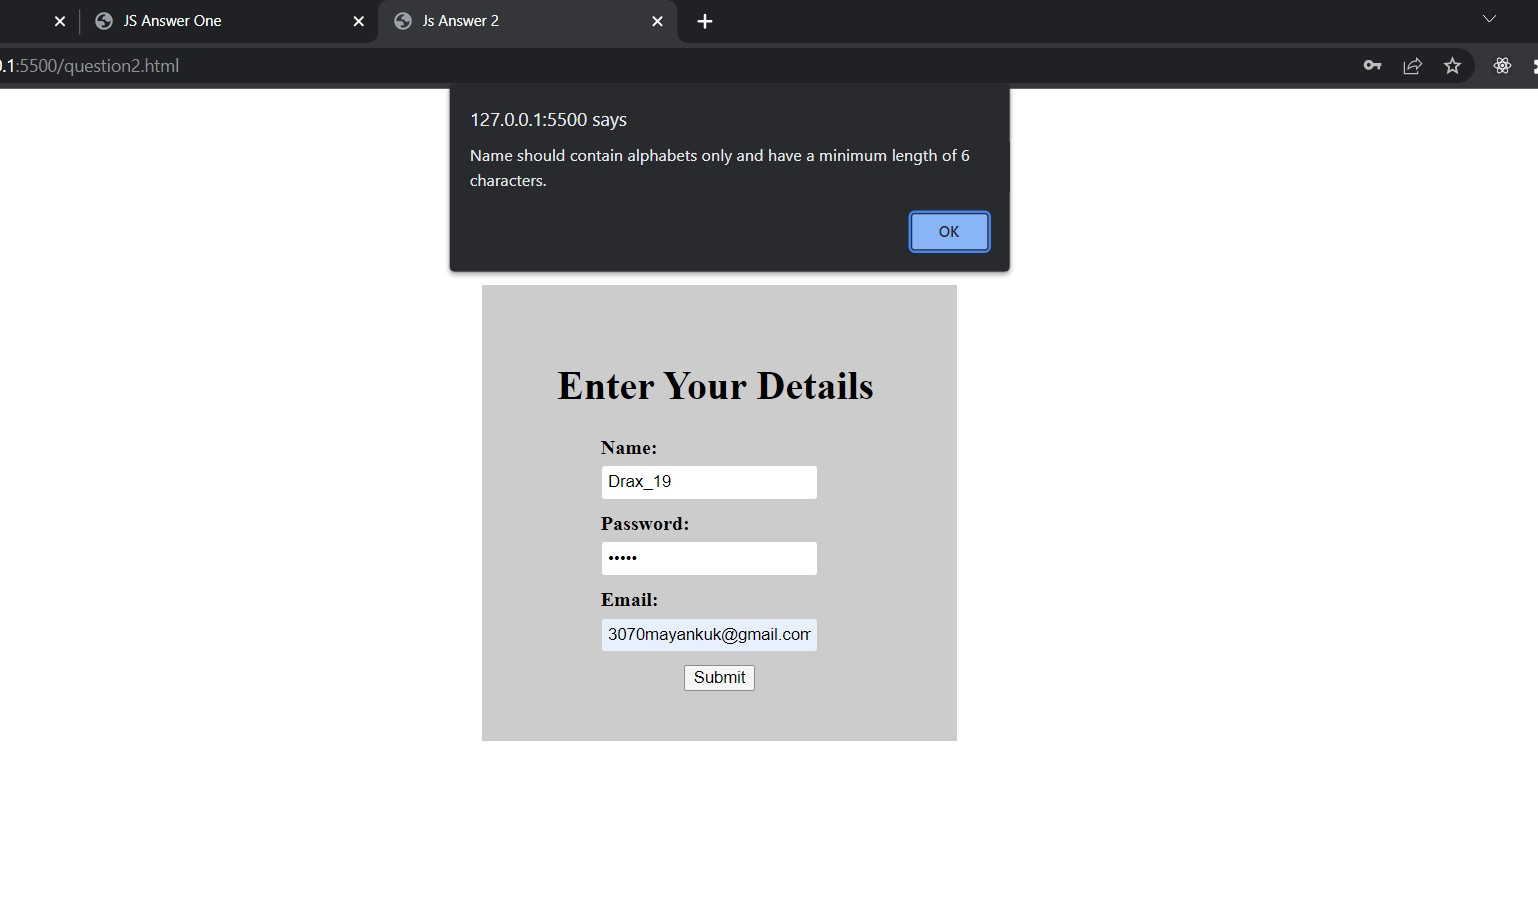 JS Answer One
Js Answer 2
.1:5500/question2.html
127.0.0.1:5500 says
Name should contain alphabets only and have a minimum length of 6
characters.
OK
Enter Your Details
Name:
Drax_19
Password:
•••••
Email:
3070mayankuk@gmail.com
Submit